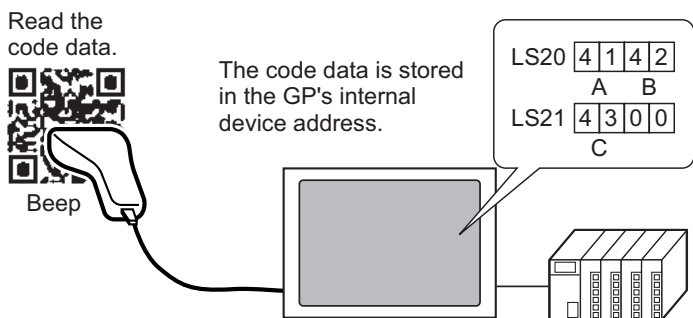 Read the
code data.
Beep
The code data is stored
in the GP's internal
device address.
LS20 4 1 4 2
A B
LS21 4 3 0 0
C